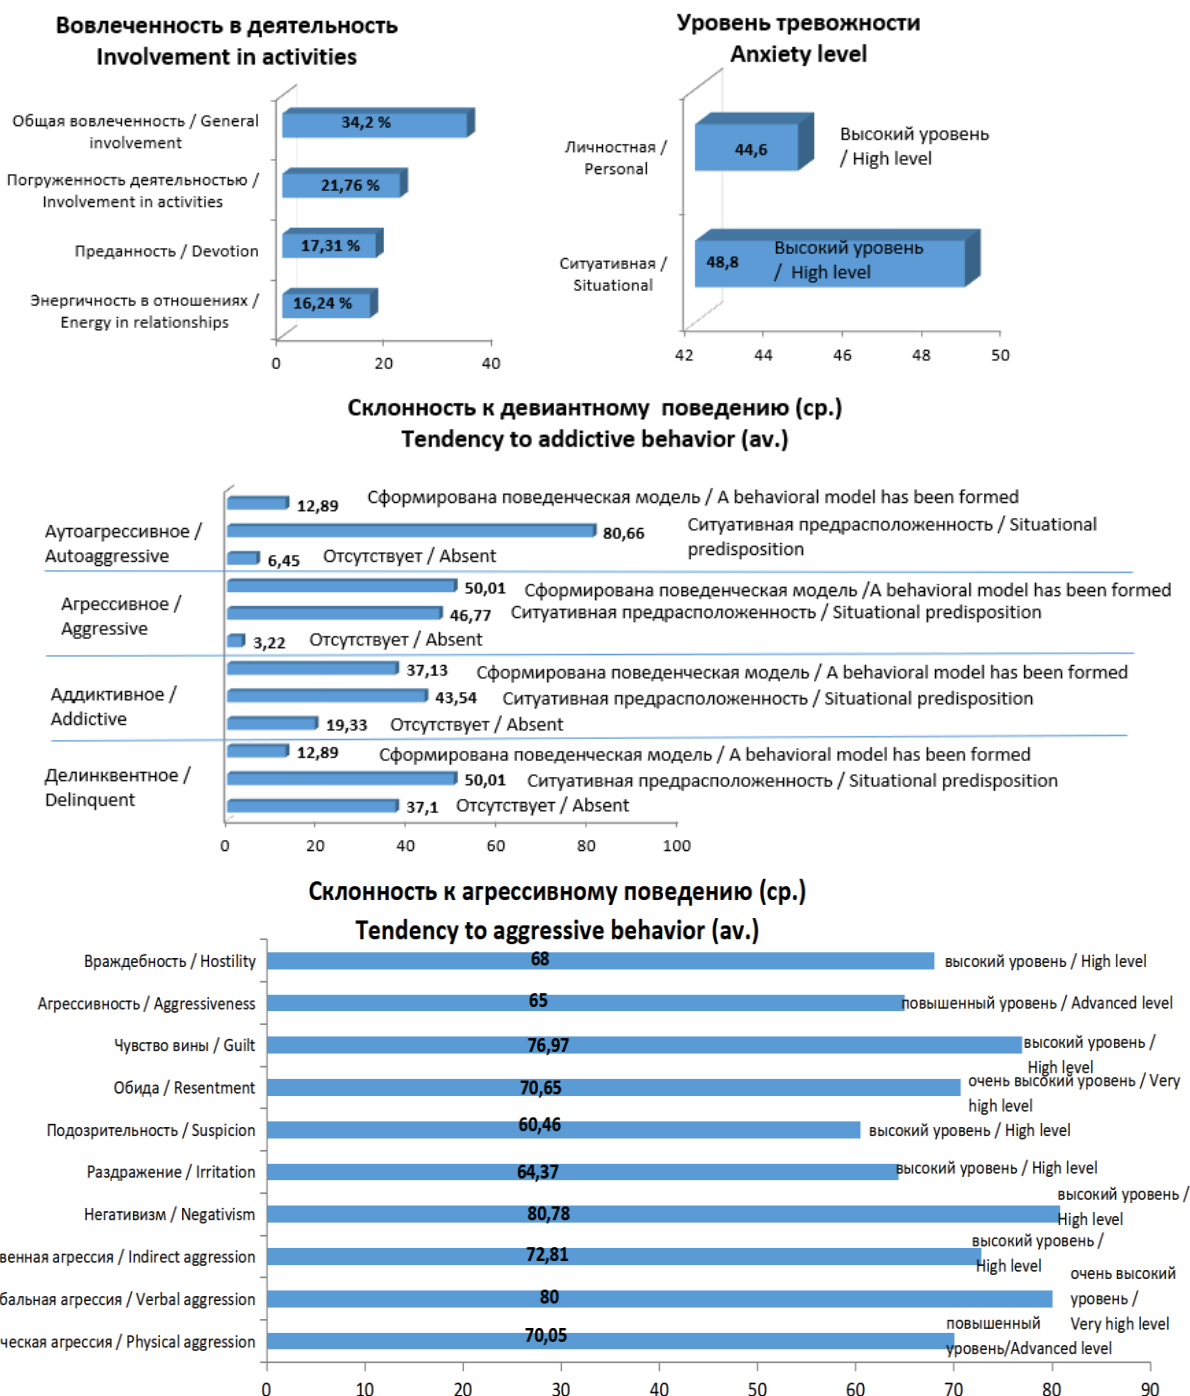 Вовлеченность в деятельность
Involvement in activities
Общая вовлеченность / General
involvement
34,2 %
Погруженность деятельностью /
Involvement in activities
21,76 %
Преданность / Devotion
17,31 %
Энергичность в отношениях /
Energy in relationships
16,24 %
0 20 40
Уровень тревожности
Anxiety level
Личностная /
Personal
44,6
Высокий уровень
/ High level
Ситуативная /
Situational
48,8
Высокий уровень
/ High level
42 44 46 48 50
Склонность к девиантному поведению (ср.)
Tendency to addictive behavior (av.)
Аутоагрессивное /
Autoaggressive
12,89 Сформирована поведенческая модель / A behavioral model has been formed
80,66 Ситуативная предрасположенность / Situational
predisposition
6,45 Отсутствует / Absent
Агрессивное /
Aggressive
50,01 Сформирована поведенческая модель /A behavioral model has been formed
46,77 Ситуативная предрасположенность / Situational predisposition
3,22 Отсутствует / Absent
Аддиктивное /
Addictive
37,13 Сформирована поведенческая модель / A behavioral model has been formed
43,54 Ситуативная предрасположенность / Situational predisposition
19,33 Отсутствует / Absent
Делинквентное /
Delinquent
12,89 Сформирована поведенческая модель / A behavioral model has been formed
50,01 Ситуативная предрасположенность / Situational predisposition
37,1 Отсутствует / Absent
0 20 40 60 80 100
Склонность к агрессивному поведению (ср.)
Tendency to aggressive behavior (av.)
Враждебность / Hostility 68 высокий уровень / High level
Агрессивность / Aggressiveness 65 повышенный уровень / Advanced level
Чувство вины / Guilt 76,97 высокий уровень /
High level
Обида / Resentment 70,65 очень высокий уровень / Very
high level
Подозрительность / Suspicion 60,46 высокий уровень / High level
Раздражение / Irritation 64,37 высокий уровень / High level
Негативизм / Negativism 80,78 высокий уровень /
High level
венная агрессия / Indirect aggression 72,81 высокий уровень /
High level
бальная агрессия / Verbal aggression 80 очень высокий
уровень /
Very high level
ческая агрессия / Physical aggression 70,05 повышенный
уровень/Advanced level
0 10 20 30 40 50 60 70 80 90